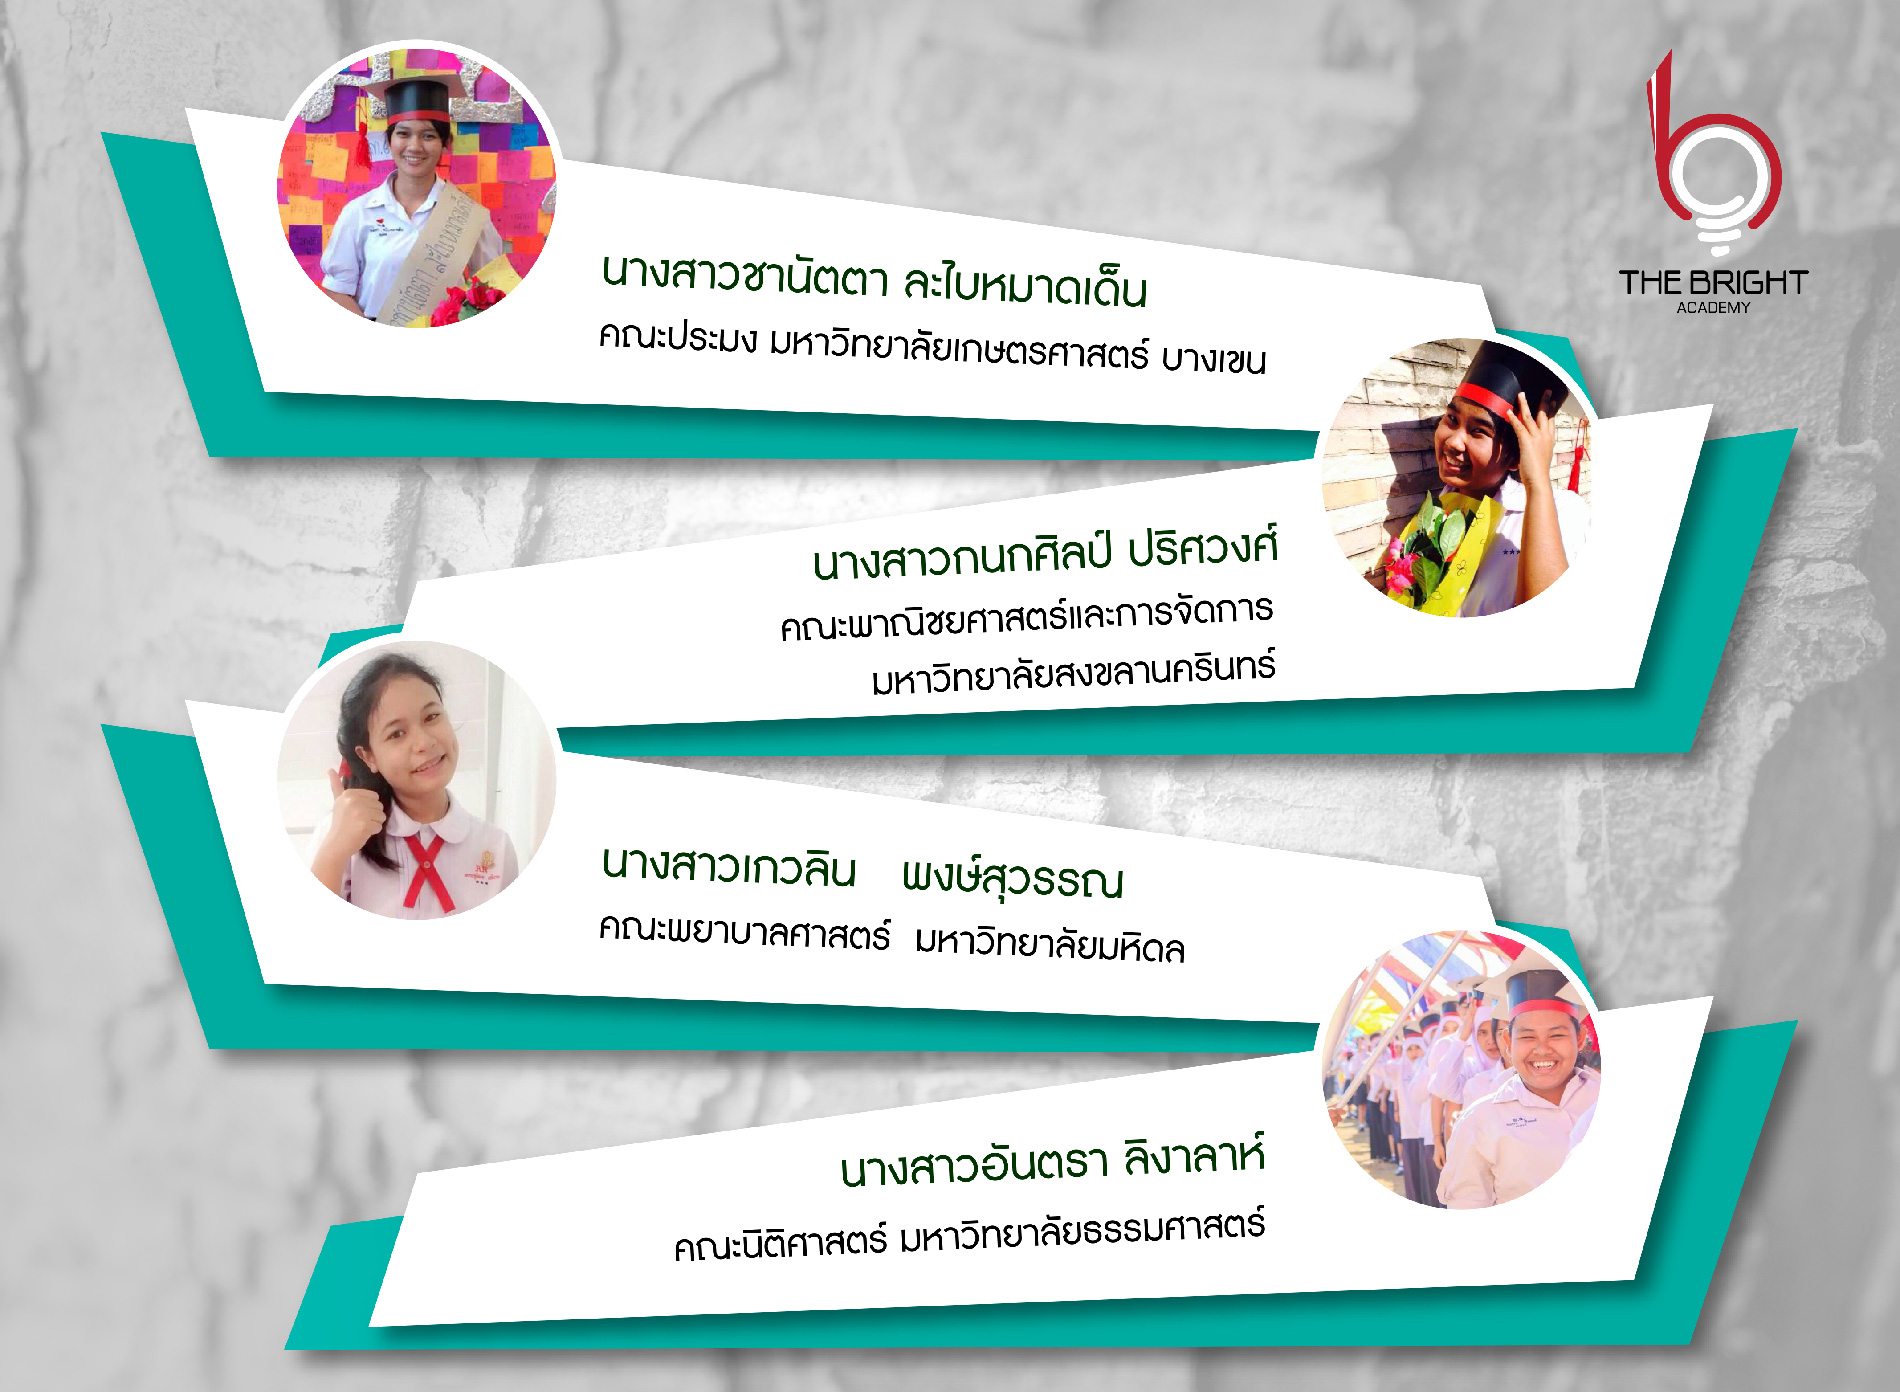 THE BRIGHT
ACADEMY
นางสาวชานัตตา ละใบหมาดเด็น
คณะประมง มหาวิทยาลัยเกษตรศาสตร์ บางเขน
นางสาวกนกศิลป์ ปริศวงศ์
คณะพาณิชยศาสตร์และการจัดการ
มหาวิทยาลัยสงขลานครินทร์
นางสาวเกวลิน พงษ์สุวรรณ
คณะพยาบาลศาสตร์ มหาวิทยาลัยมหิดล
นางสาวอันตรา ลิงาลาห์
คณะนิติศาสตร์ มหาวิทยาลัยธรรมศาสตร์